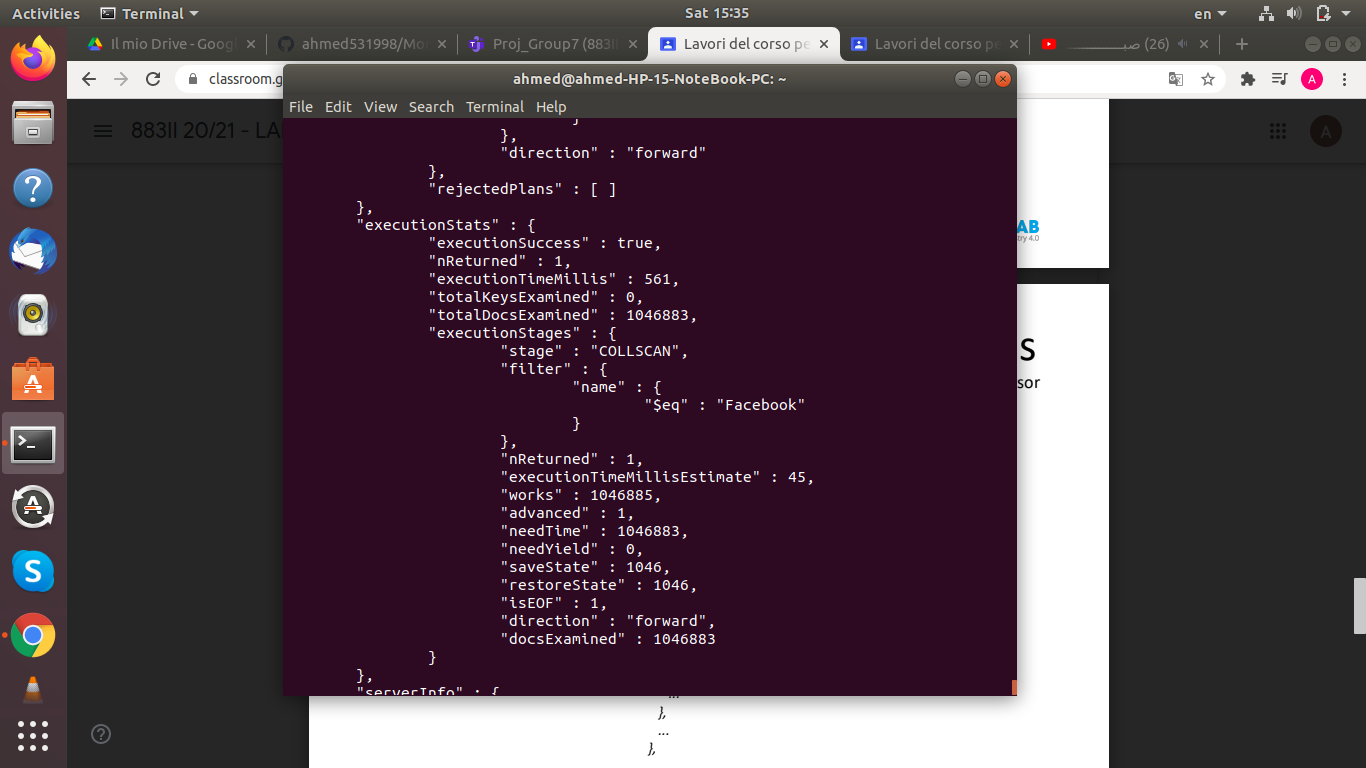 Activities Terminal Sat 15:35 en
Il mio Drive - Googl ahmed531998/Mo Proj_Group7 (883II Lavori del corso pe Lavori del corso pe (26)
classroom.g A
ahmed@ahmed-HP-15-NoteBook-PC: ~
File Edit View Search Terminal Help
883II 20/21 - LA A
}
},
"direction" : "forward"
},
"rejectedPlans" : [ ]
},
"executionStats" : {
"executionSuccess" : true,
"nReturned" : 1,
"executionTimeMillis" : 561,
"totalKeysExamined" : 0,
"totalDocsExamined" : 1046883,
"executionStages" : {
"stage" : "COLLSCAN",
"filter" : {
"name" : {
"$eq" : "Facebook"
}
},
"nReturned" : 1,
"executionTimeMillisEstimate" : 45,
"works" : 1046885,
"advanced" : 1,
"needTime" : 1046883,
"needYield" : 0,
"saveState" : 1046,
"restoreState" : 1046,
"isEOF" : 1,
"direction" : "forward",
"docsExamined" : 1046883
}
},
"serverInfo" : {
AB
try 4.0
S
sor
...
},
...
},